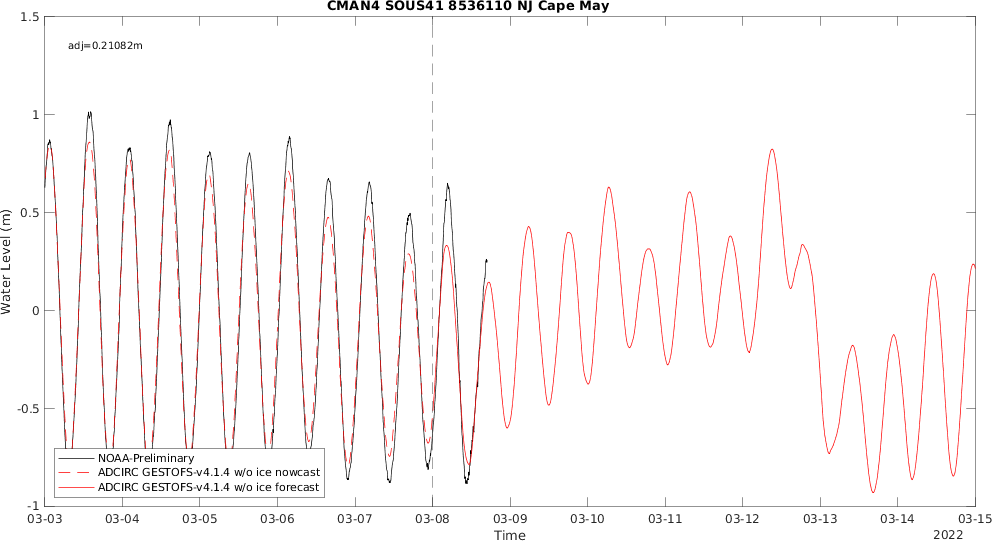 CMAN4 SOUS41 8536110 NJ Cape May
adj=0.21082m
1.5
1
0.5
0
-0.5
-1
Water Level (m)
NOAA-Preliminary
ADCIRC GESTOFS-v4.1.4 w/o ice nowcast
ADCIRC GESTOFS-v4.1.4 w/o ice forecast
03-03 03-04 03-05 03-06 03-07 03-08 03-09 03-10 03-11 03-12 03-13 03-14 03-15
Time
2022